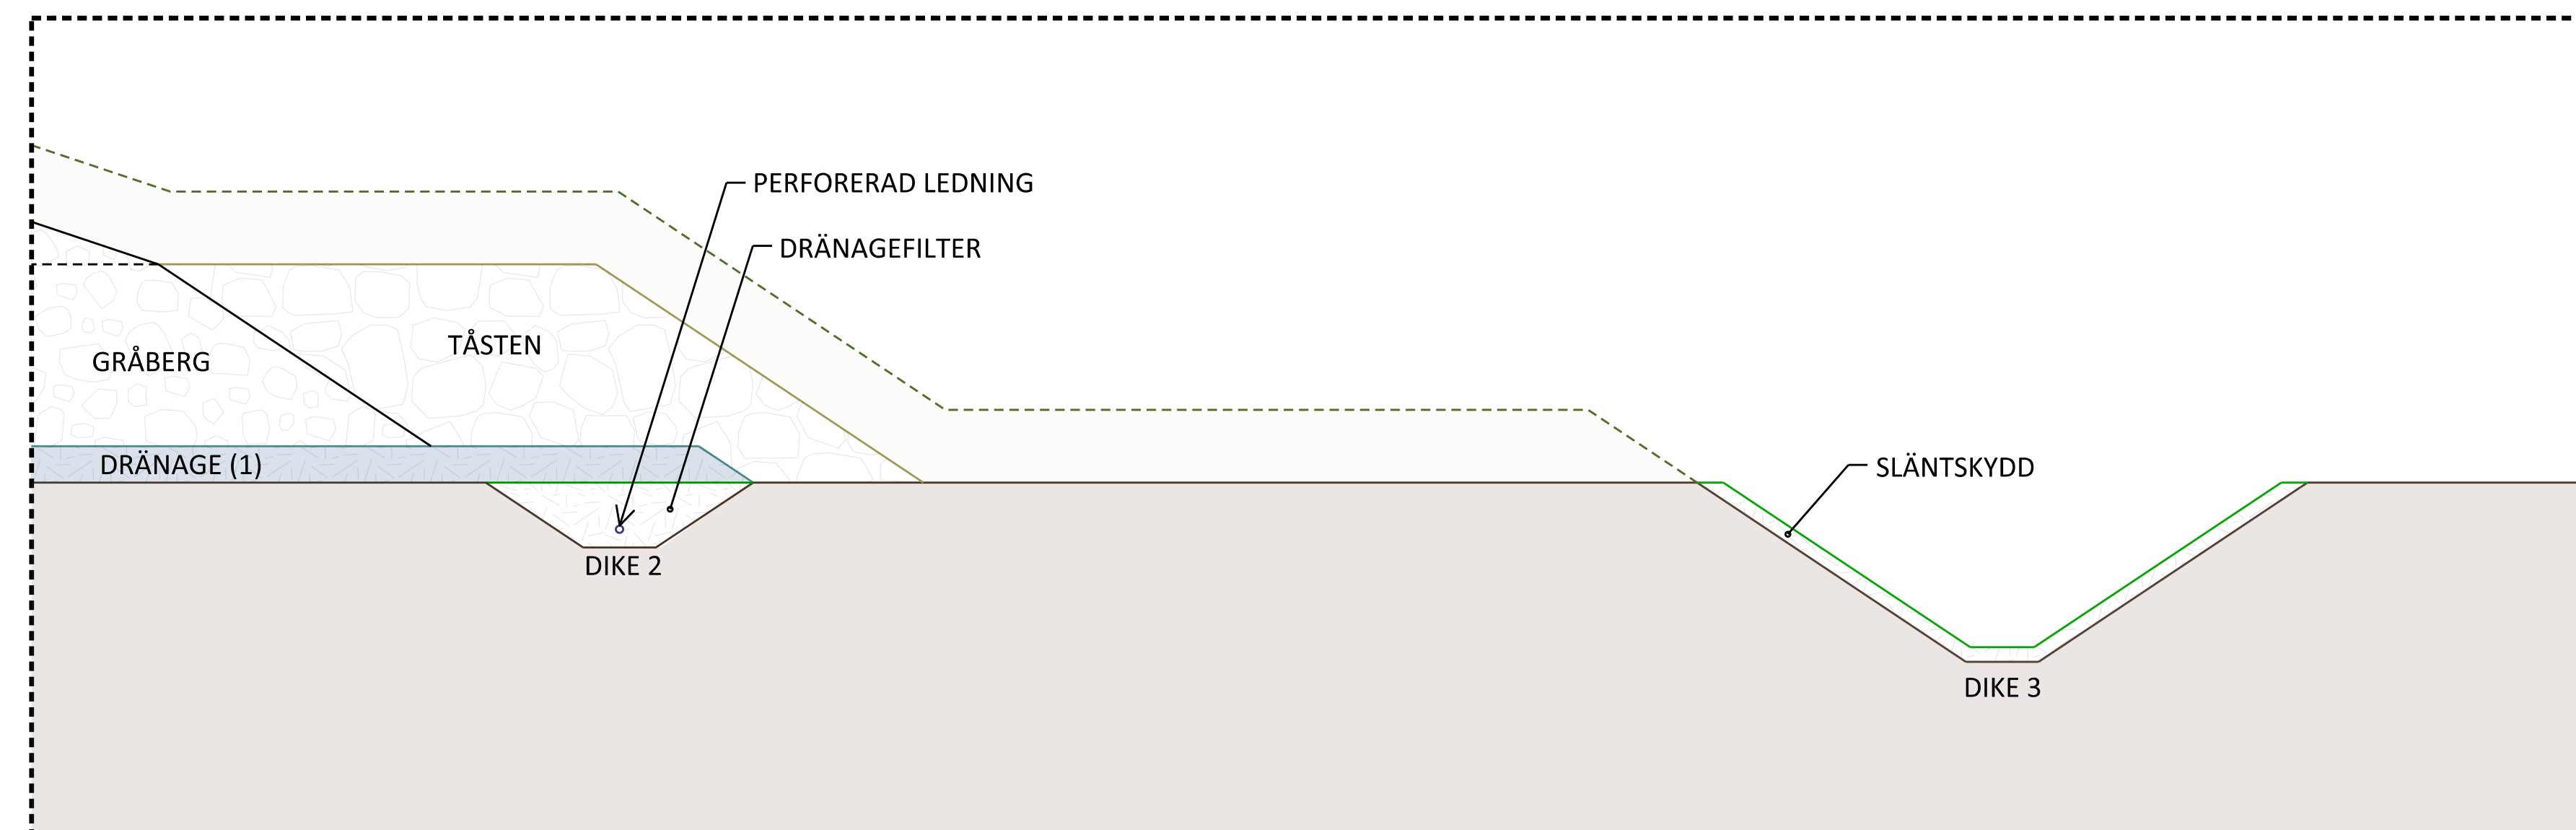 PERFORERAD LEDNING
DRÄNAGEFILTER
TÅSTEN
GRÅBERG
DRÄNAGE (1)
SLÄNTSKYDD
DIKE 2
DIKE 3